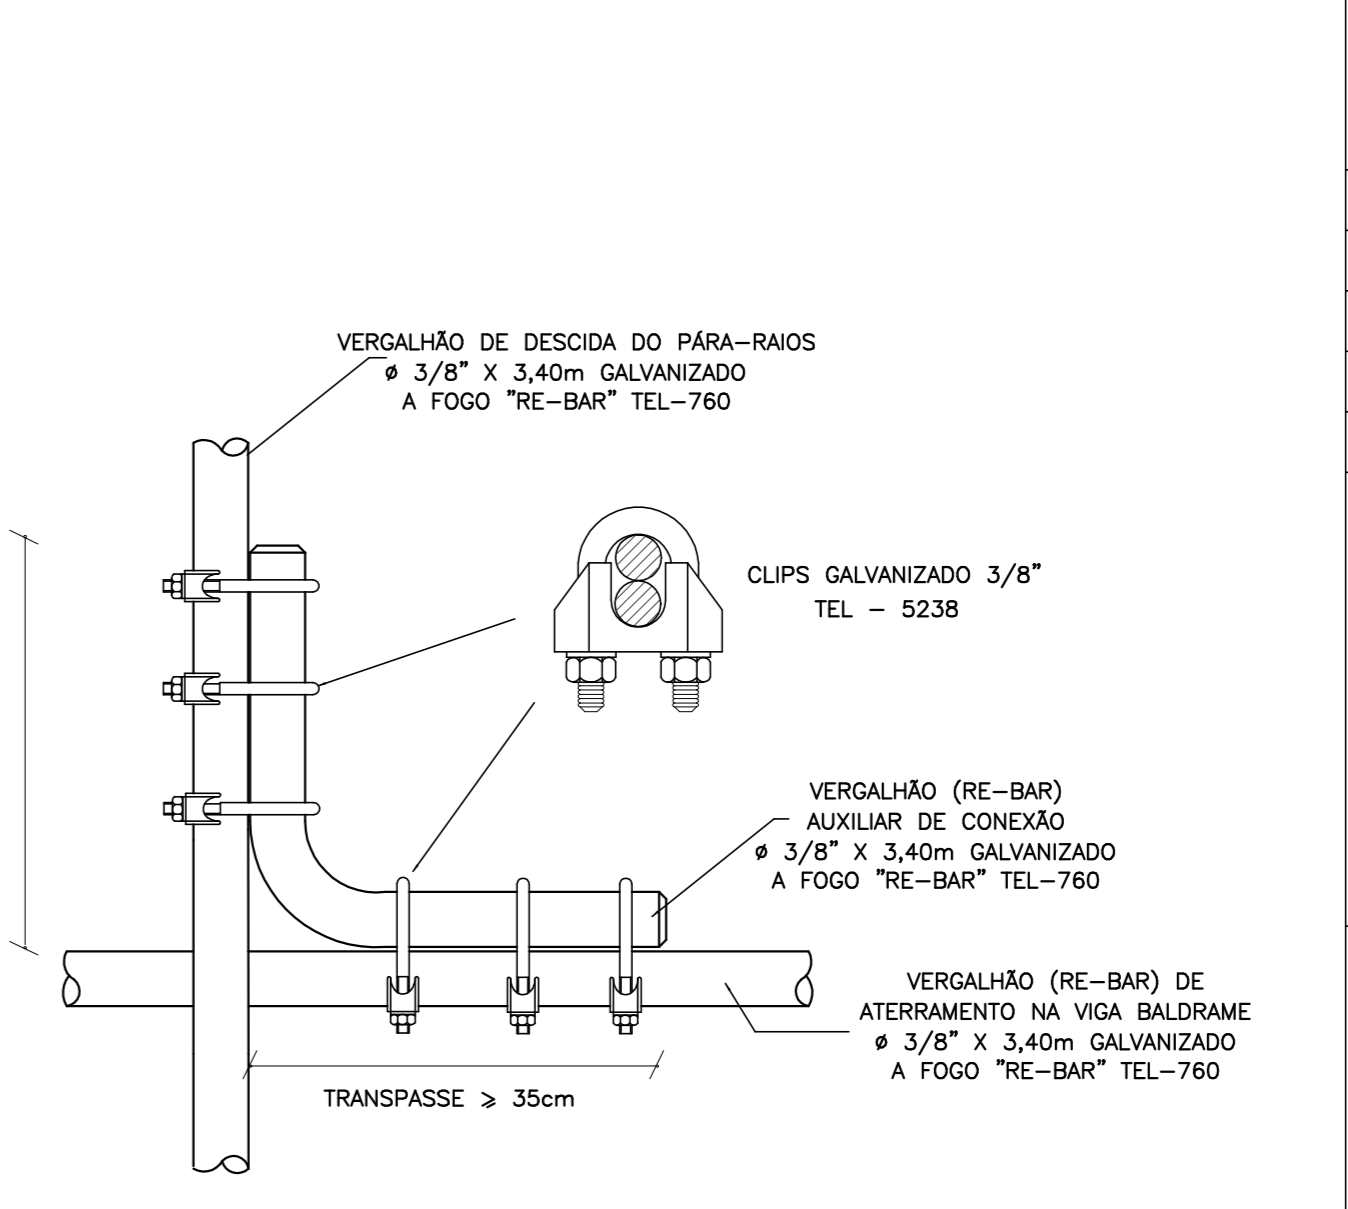 VERGALHÃO DE DESCIDA DO PÁRA-RAIOS
ø 3/8” X 3,40m GALVANIZADO
A FOGO ”RE-BAR” TEL-760
CLIPS GALVANIZADO 3/8”
TEL - 5238
VERGALHÃO (RE-BAR)
AUXILIAR DE CONEXÃO
ø 3/8” X 3,40m GALVANIZADO
A FOGO ”RE-BAR” TEL-760
VERGALHÃO (RE-BAR) DE
ATERRAMENTO NA VIGA BALDRAME
ø 3/8” X 3,40m GALVANIZADO
A FOGO ”RE-BAR” TEL-760
TRANSPASSE ⩾ 35cm